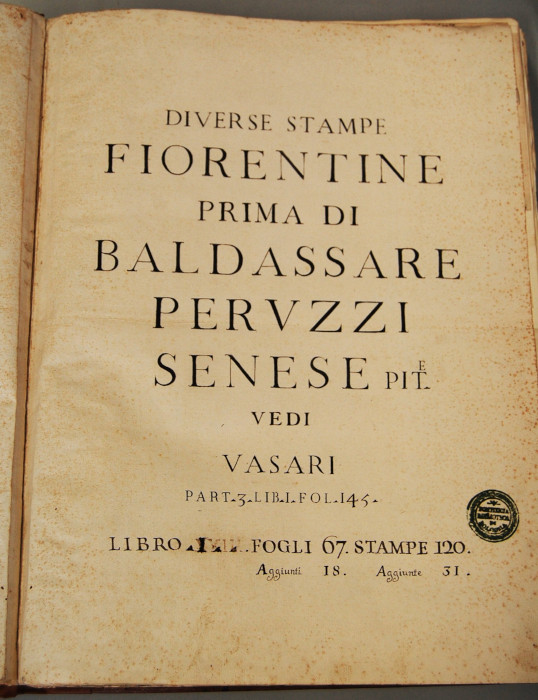 DIVERSE STAMPE
FIORENTINE
PRIMA DI
BALDASSARE
PERVZZI
SENESE PIT.E
VEDI
VASARI
PART.3.LIB.I.FOL.145.
LIBRO FOGLI 67. STAMPE 120.
Aggiunti 18. Aggiunte 31.